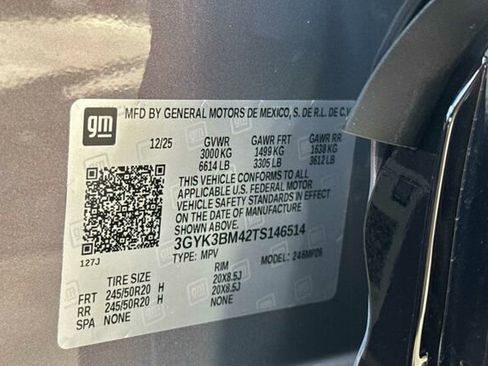 gm
MFD BY GENERAL MOTORS DE MEXICO, S. DE R.L. DE C.V
12/25 GVWR GAWR FRT GAWR RR
3000 KG 1499 KG 1638 KG
6614 LB 3305 LB 3612 LB
THIS VEHICLE CONFORMS TO ALL
APPLICABLE U.S. FEDERAL MOTOR
VEHICLE SAFETY STANDARDS IN EFFECT
ON THE DATE OF MANUFACTURE
SHOWN ABOVE.
3GYK3BM42TS146514
127J TYPE: MPV 246MF09
TIRE SIZE RIM
FRT 245/50R20 H 20X8.5J
RR 245/50R20 H 20X8.5J
SPA NONE NONE